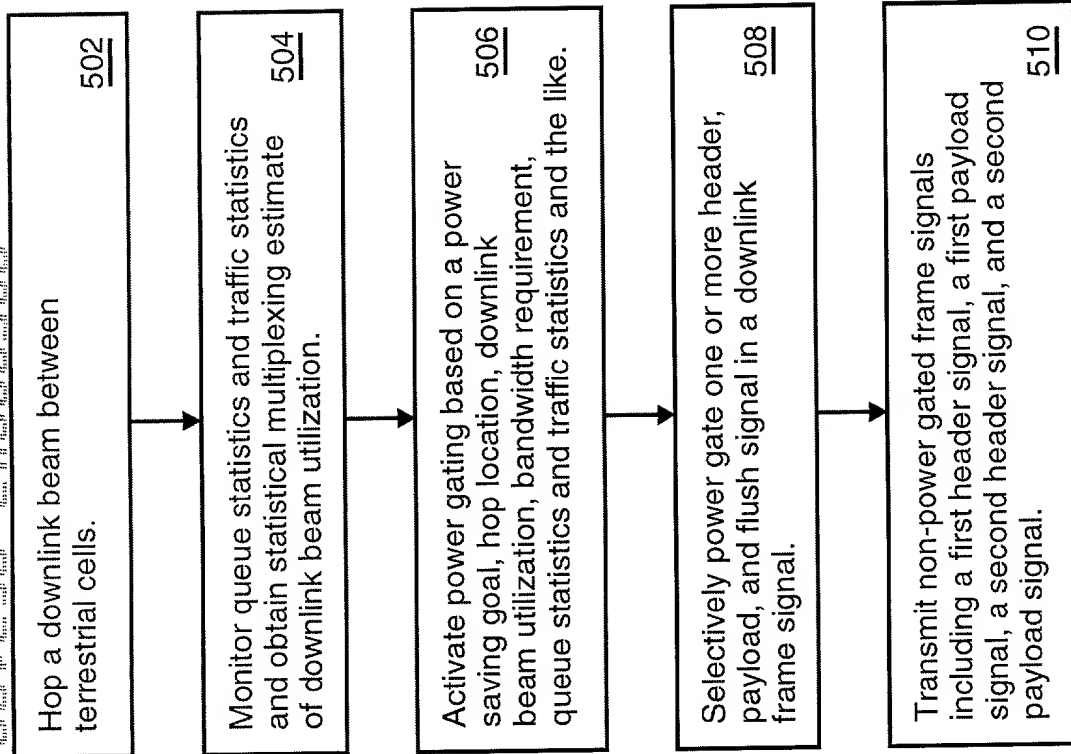 Hop a downlink beam between
terrestrial cells.
502
Monitor queue statistics and traffic statistics
and obtain statistical multiplexing estimate
of downlink beam utilization.
504
Activate power gating based on a power
saving goal, hop location, downlink
beam utilization, bandwidth requirement,
queue statistics and traffic statistics and the like.
506
Selectively power gate one or more header,
payload, and flush signal in a downlink
frame signal.
508
Transmit non-power gated frame signals
including a first header signal, a first payload
signal, a second header signal, and a second
payload signal.
510